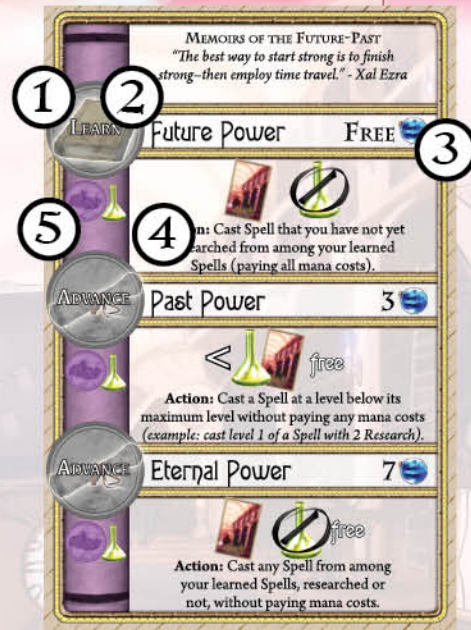 MEMOIRS OF THE FUTURE-PAST
"The best way to start strong is to finish
strong–then employ time travel." - Xal Ezra
1
2
LEARN
Future Power FREE
3
5
4
n: Cast Spell that you have not yet
arched from among your learned
Spells (paying all mana costs).
ADVANCE
Past Power 3
< free
Action: Cast a Spell at a level below its
maximum level without paying any mana costs
(example: cast level 1 of a Spell with 2 Research).
ADVANCE
Eternal Power 7
free
Action: Cast any Spell from among
your learned Spells, researched or
not, without paying mana costs.